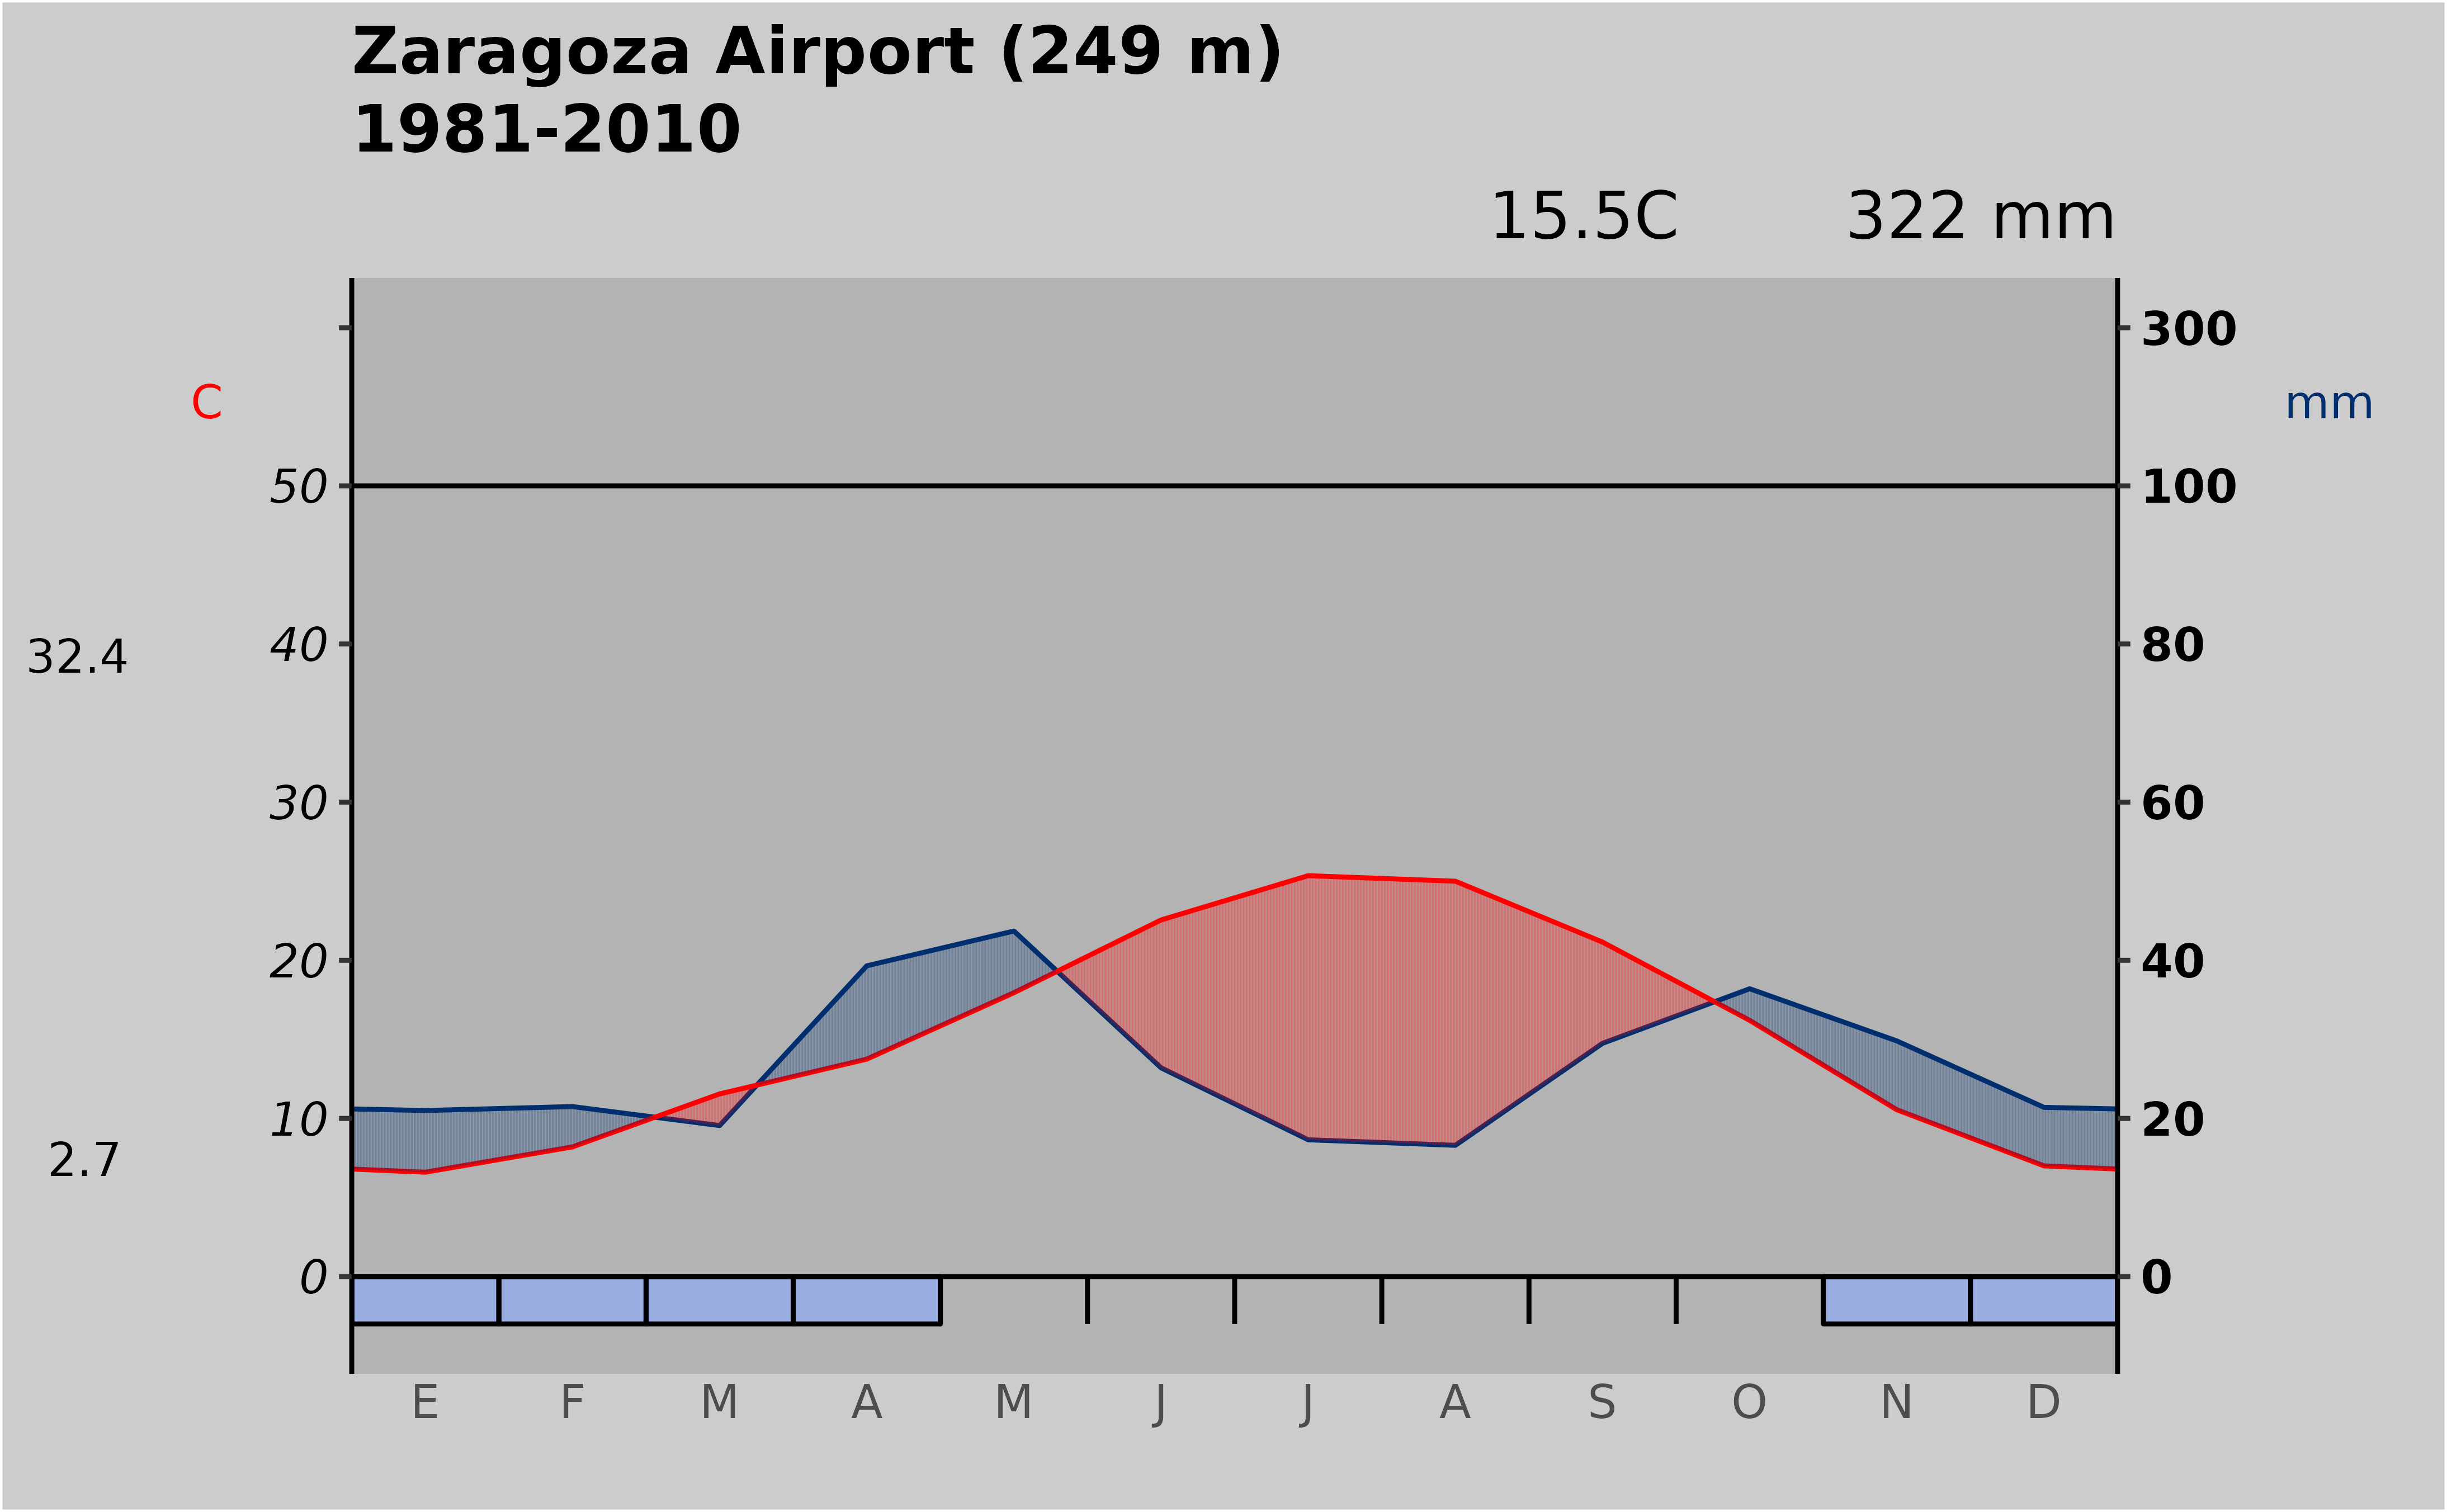 Zaragoza Airport (249 m)
1981-2010
15.5C 322 mm
300
C mm
50 100
32.4 40 80
30 60
20 40
10 20
2.7
0 0
E F M A M J J A S O N D